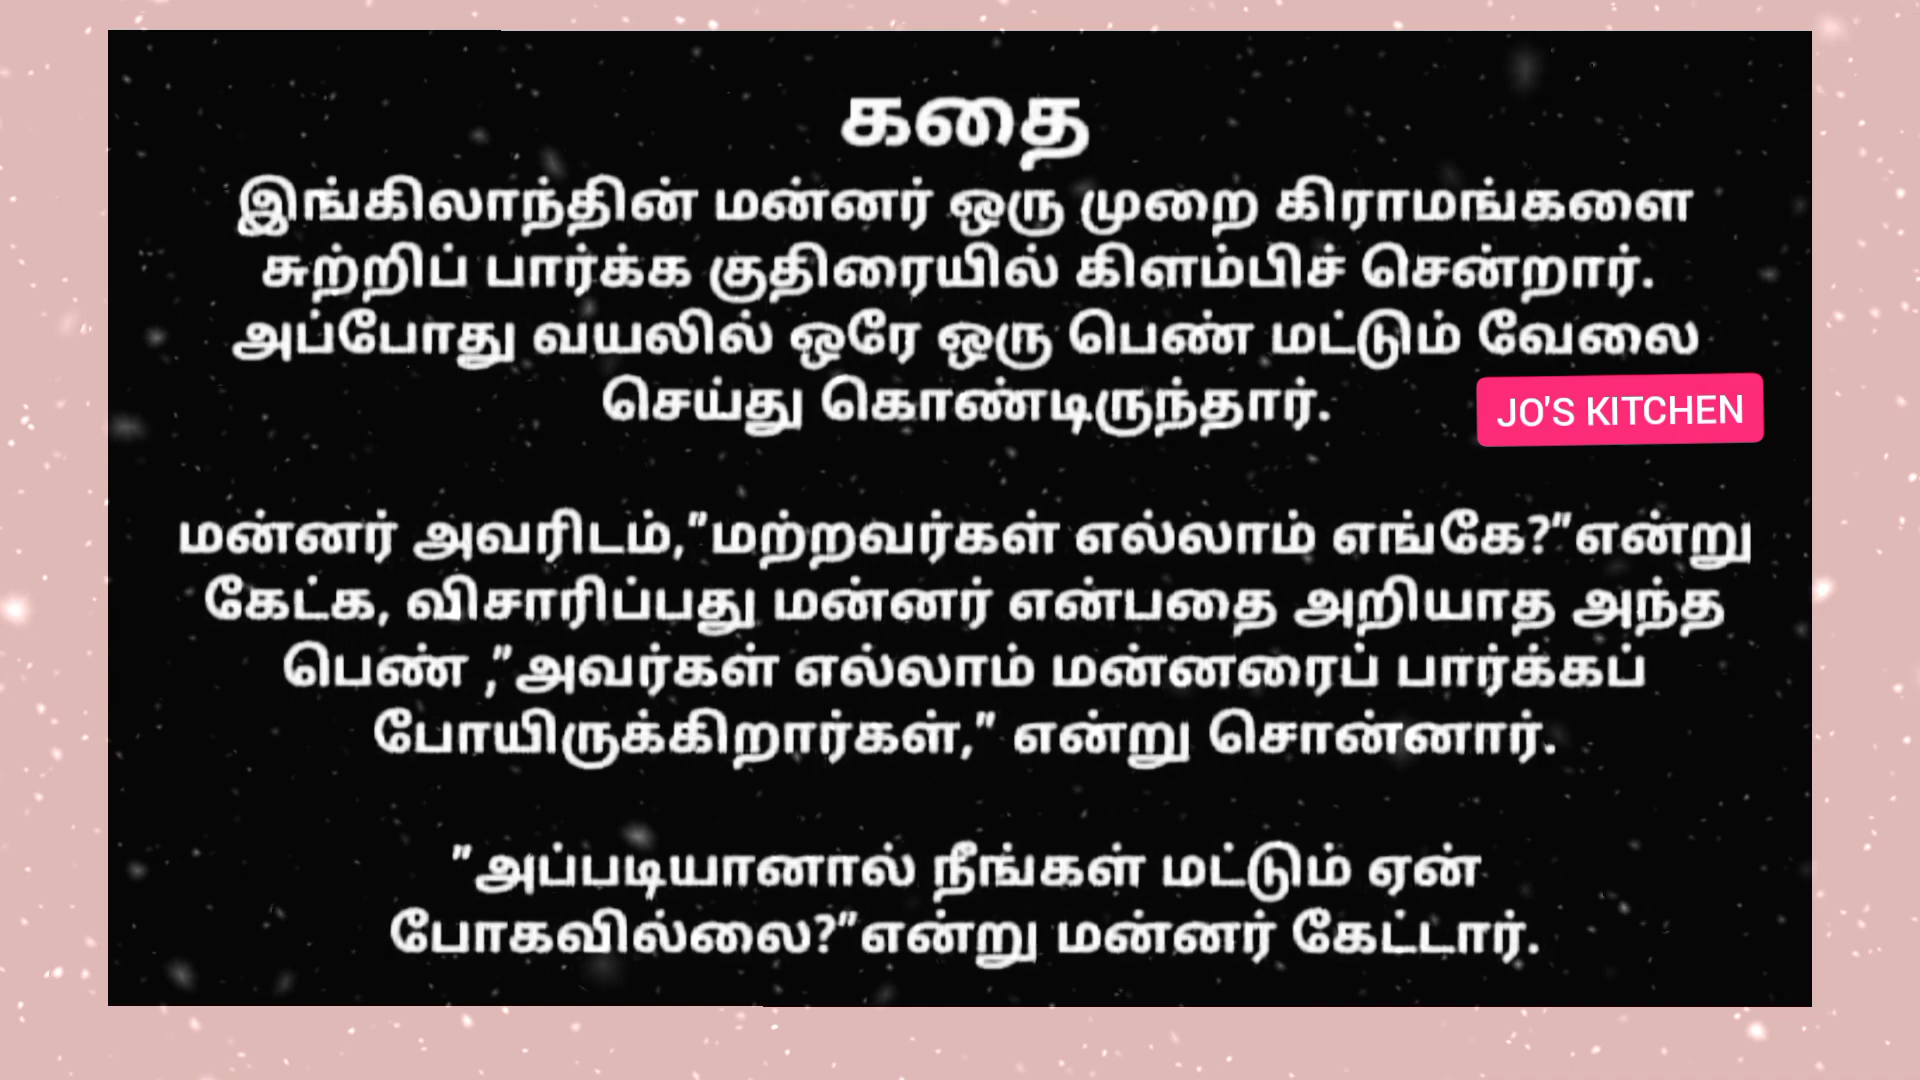 கதை
இங்கிலாந்தின் மன்னர் ஒரு முறை கிராமங்களை
சுற்றிப் பார்க்க குதிரையில் கிளம்பிச் சென்றார்.
அப்போது வயலில் ஒரே ஒரு பெண் மட்டும் வேலை
செய்து கொண்டிருந்தார்.
JO'S KITCHEN
மன்னர் அவரிடம்,"மற்றவர்கள் எல்லாம் எங்கே?"என்று
கேட்க, விசாரிப்பது மன்னர் என்பதை அறியாத அந்த
பெண் ,"அவர்கள் எல்லாம் மன்னரைப் பார்க்கப்
போயிருக்கிறார்கள்," என்று சொன்னார்.
"அப்படியானால் நீங்கள் மட்டும் ஏன்
போகவில்லை?"என்று மன்னர் கேட்டார்.